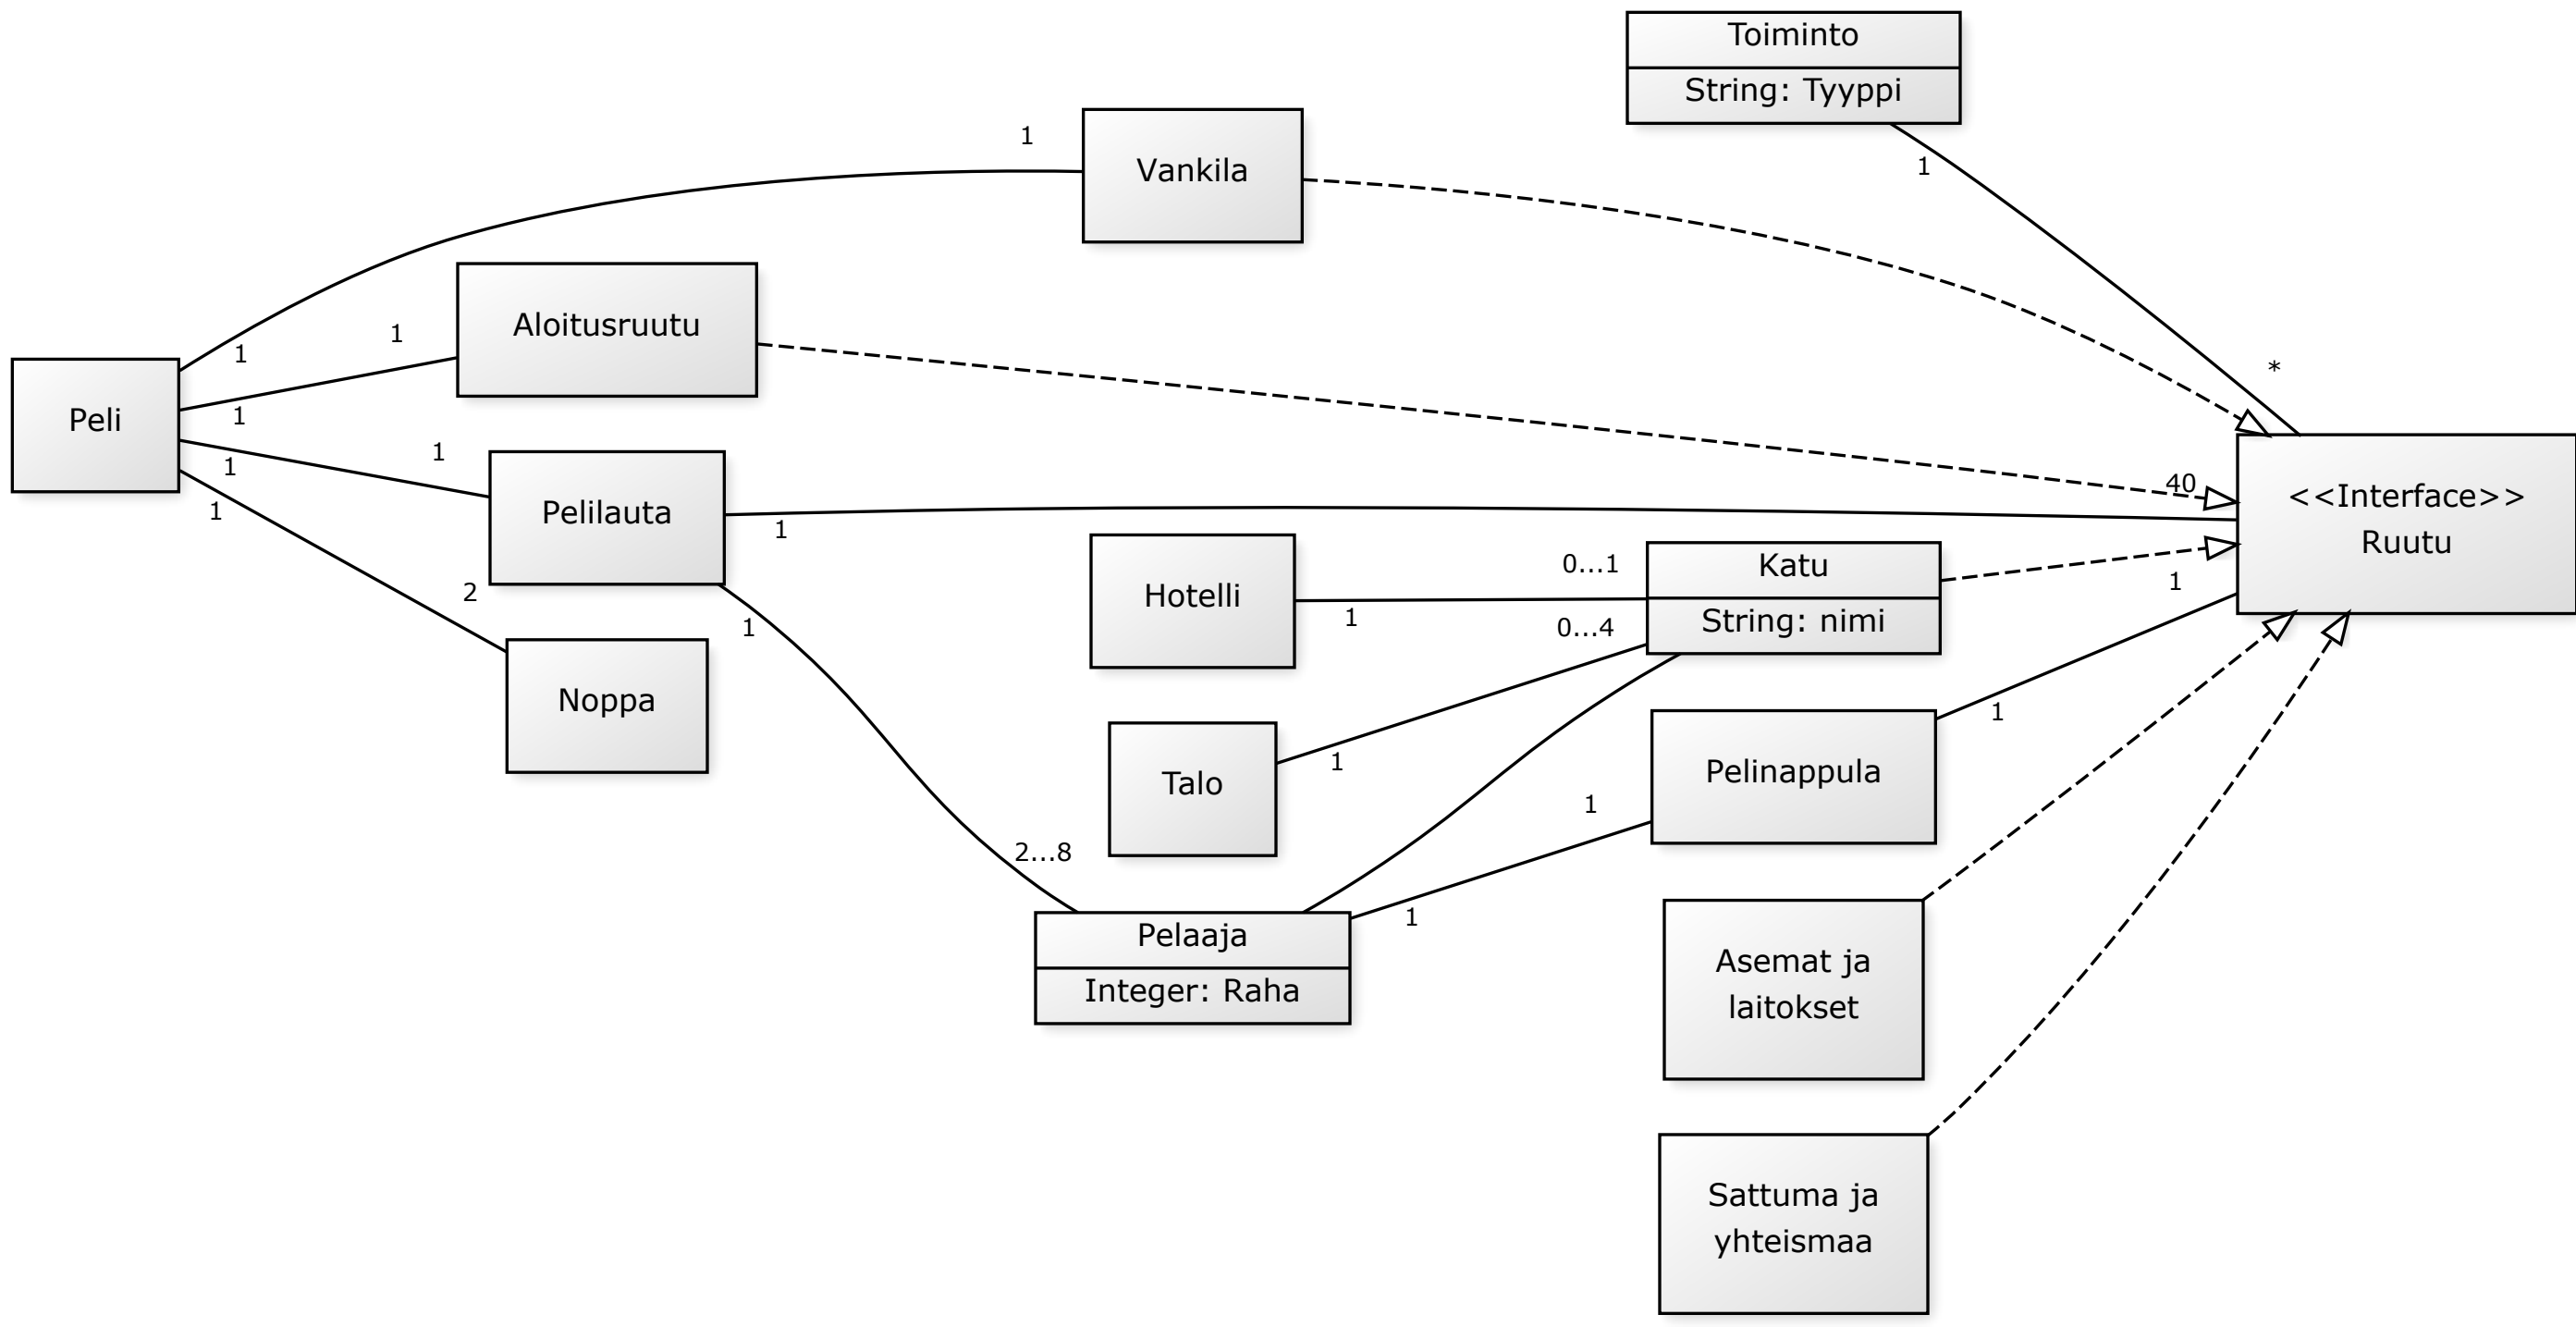 Toiminto
String: Tyyppi
1
Vankila
1
*
Aloitusruutu
1
1
Peli
1
1
1
1
2
Pelilauta
1
1
40
<<Interface>>
Ruutu
Noppa
Hotelli
1
0...1
Katu
String: nimi
0...4
Talo
1
1
Pelinappula
1
1
2...8
Pelaaja
Integer: Raha
1
Asemat ja
laitokset
Sattuma ja
yhteismaa